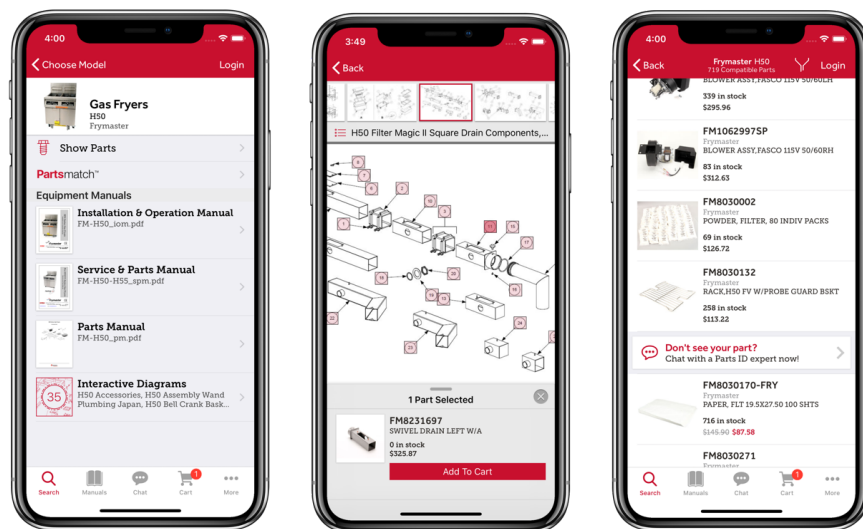 4:00
Choose Model
Login
Gas Fryers
H50
Frymaster
Show Parts
Partsmatch™
Equipment Manuals
Installation & Operation Manual
FM-H50_iom.pdf
Service & Parts Manual
FM-H50-H55_spm.pdf
Parts Manual
FM-H50_pm.pdf
35
Interactive Diagrams
H50 Accessories, H50 Assembly Wand
Plumbing Japan, H50 Bell Crank Bask...
1
Search
Manuals
Chat
Cart
More
3:49
Back
H50 Filter Magic II Square Drain Components,...
1 Part Selected
FM8231697
SWIVEL DRAIN LEFT W/A
0 in stock
$325.87
Add To Cart
4:00
Back
Frymaster H50
719 Compatible Parts
Login
BLOWER ASSY,FASCO 115V 50/60LH
339 in stock
$295.96
FM1062997SP
Frymaster
BLOWER ASSY,FASCO 115V 50/60RH
83 in stock
$312.63
FM8030002
Frymaster
POWDER, FILTER, 80 INDIV PACKS
69 in stock
$126.72
FM8030132
Frymaster
RACK,H50 FV W/PROBE GUARD BSKT
258 in stock
$113.22
Don't see your part?
Chat with a Parts ID expert now!
FM8030170-FRY
Frymaster
PAPER, FLT 19.5X27.50 100 SHTS
716 in stock
$145.90 $87.58
FM8030271
Frymaster
1
Search
Manuals
Chat
Cart
More